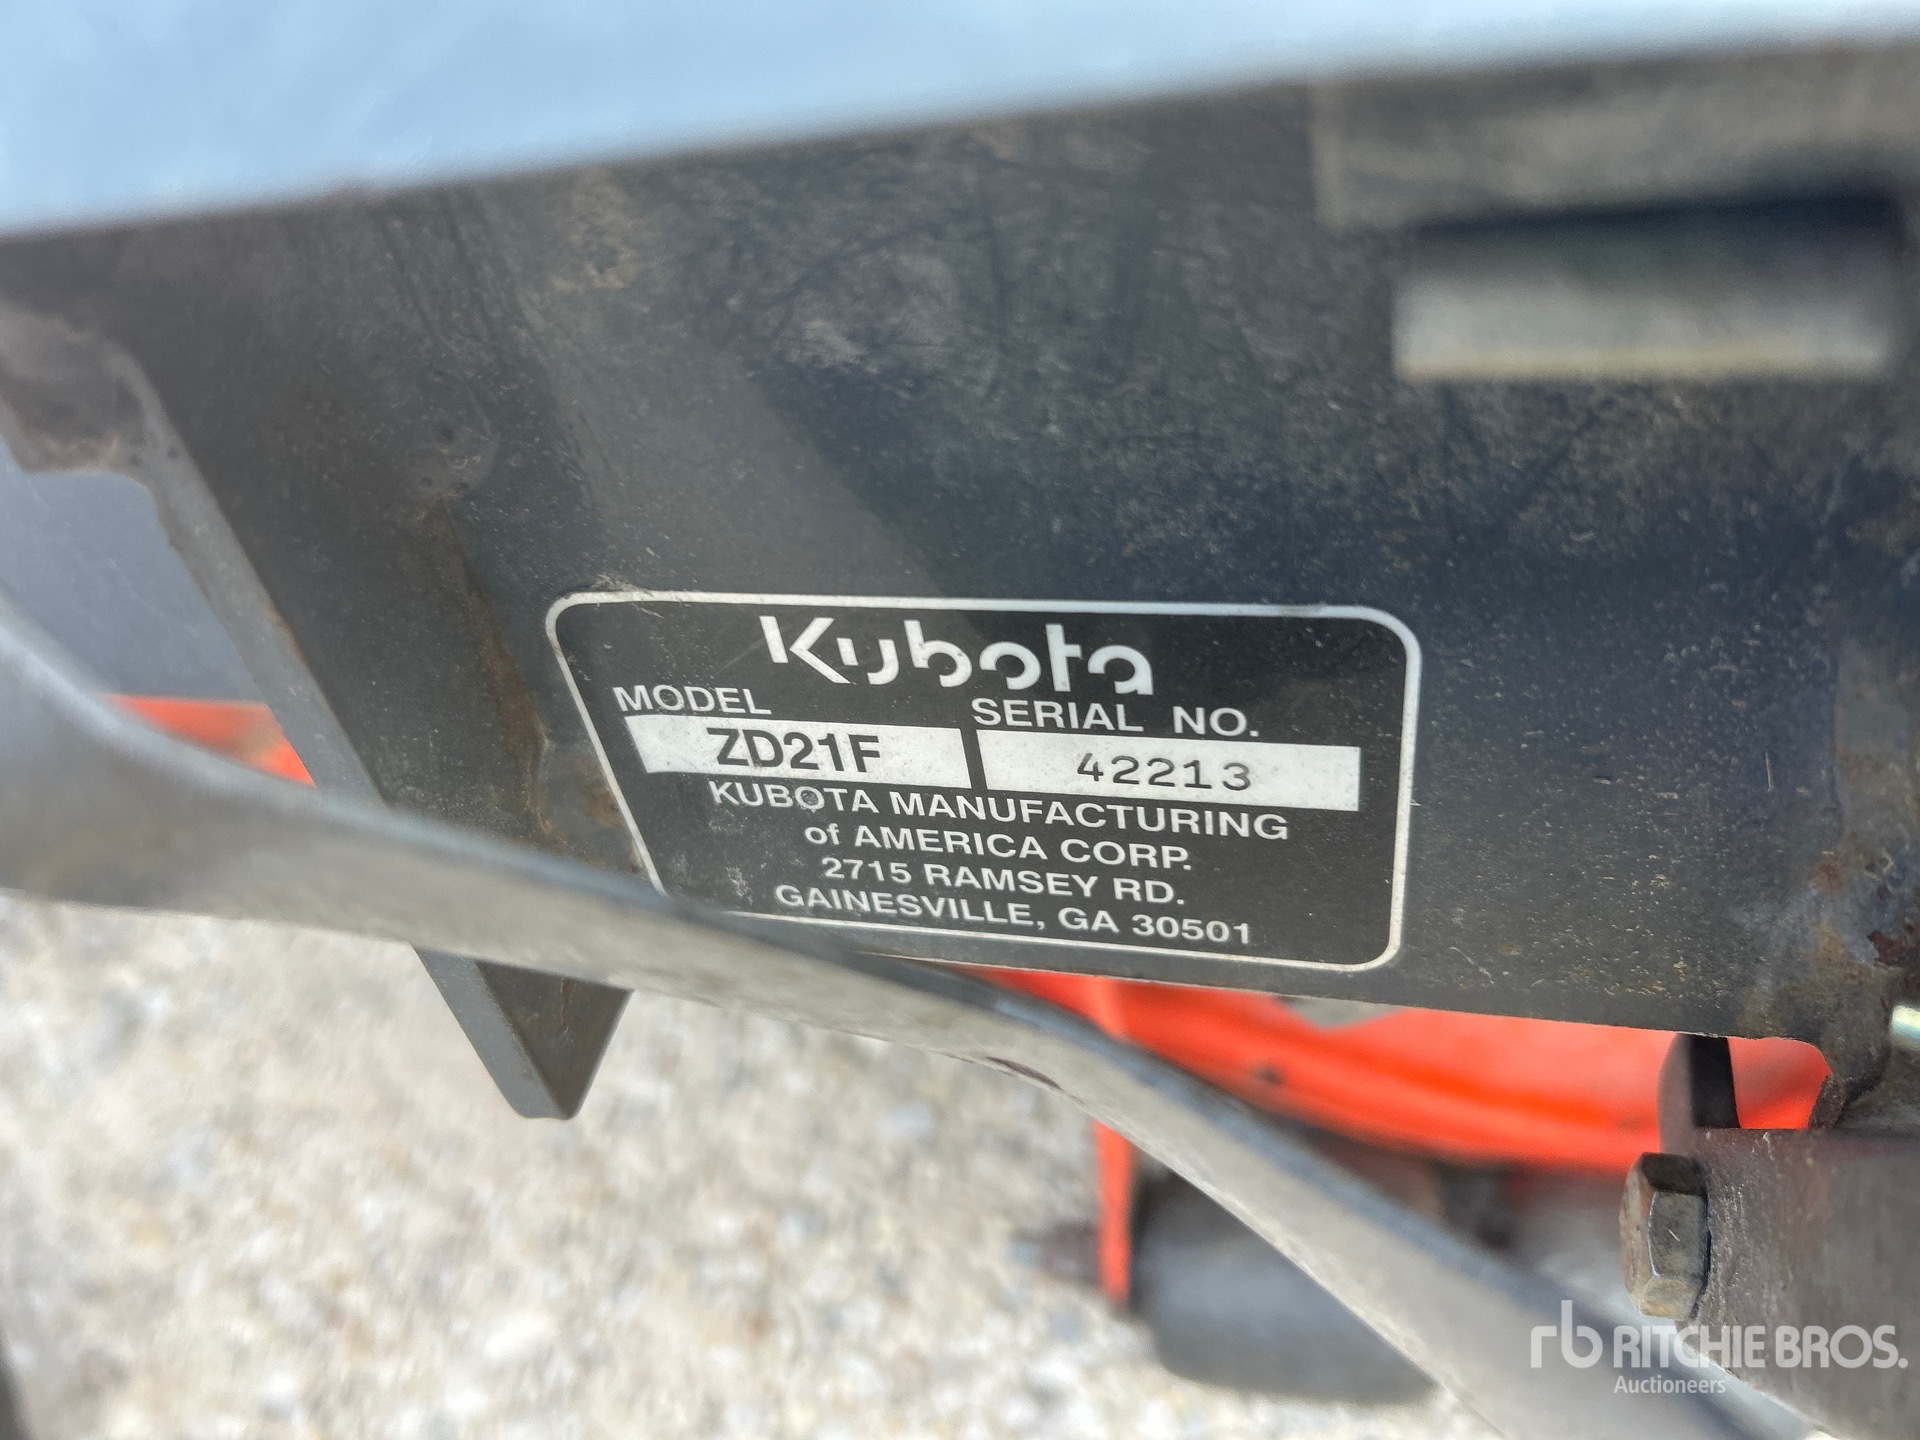 Kubota
MODEL SERIAL NO.
ZD21F 42213
KUBOTA MANUFACTURING
of AMERICA CORP.
2715 RAMSEY RD.
GAINESVILLE, GA 30501
rb RITCHIE BROS.
Auctioneers